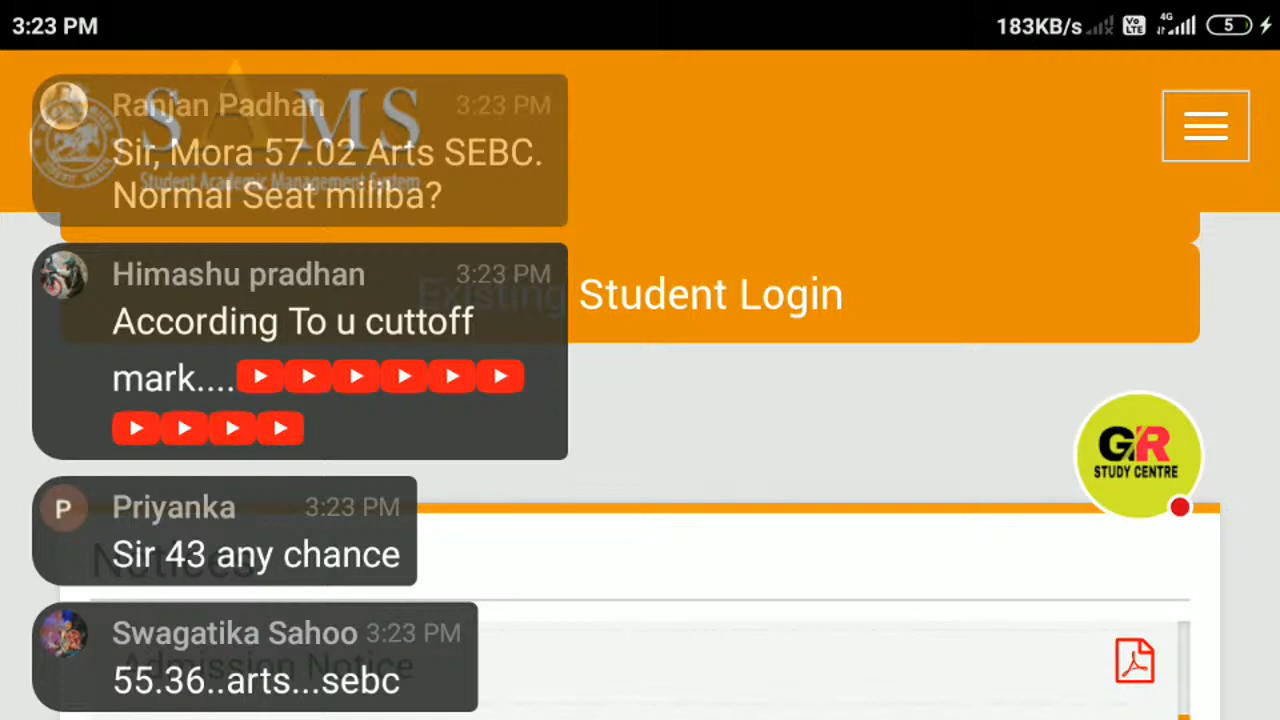 3:23 PM
183KB/s
Vo
LTE
4G
5
SAMS
Student Academic Management System
Ranjan Padhan 3:23 PM
Sir, Mora 57.02 Arts SEBC.
Normal Seat miliba?
Existing Student Login
Himashu pradhan 3:23 PM
According To u cuttoff
mark....
GR
STUDY CENTRE
P
Priyanka 3:23 PM
Sir 43 any chance
Notices
Swagatika Sahoo 3:23 PM
55.36..arts...sebc
Admission Notice